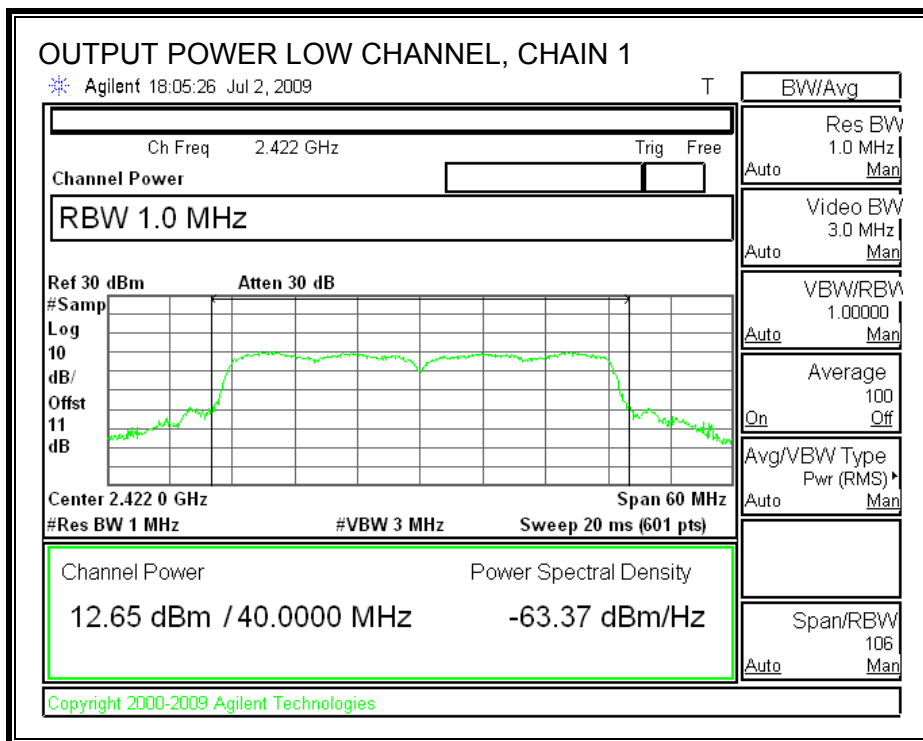 OUTPUT POWER LOW CHANNEL, CHAIN 1
Agilent 18:05:26 Jul 2, 2009 T
Ch Freq 2.422 GHz Trig Free
Channel Power
RBW 1.0 MHz
Ref 30 dBm Atten 30 dB
#Samp
Log
10
dB/
Offst
11
dB
Center 2.422 0 GHz Span 60 MHz
#Res BW 1 MHz #VBW 3 MHz Sweep 20 ms (601 pts)
Channel Power Power Spectral Density
12.65 dBm / 40.0000 MHz -63.37 dBm/Hz
Copyright 2000-2009 Agilent Technologies
BW/Avg
Res BW
1.0 MHz
Auto Man
Video BW
3.0 MHz
Auto Man
VBW/RBW
1.00000
Auto Man
Average
100
On Off
Avg/VBW Type
Pwr (RMS)
Auto Man
Span/RBW
106
Auto Man